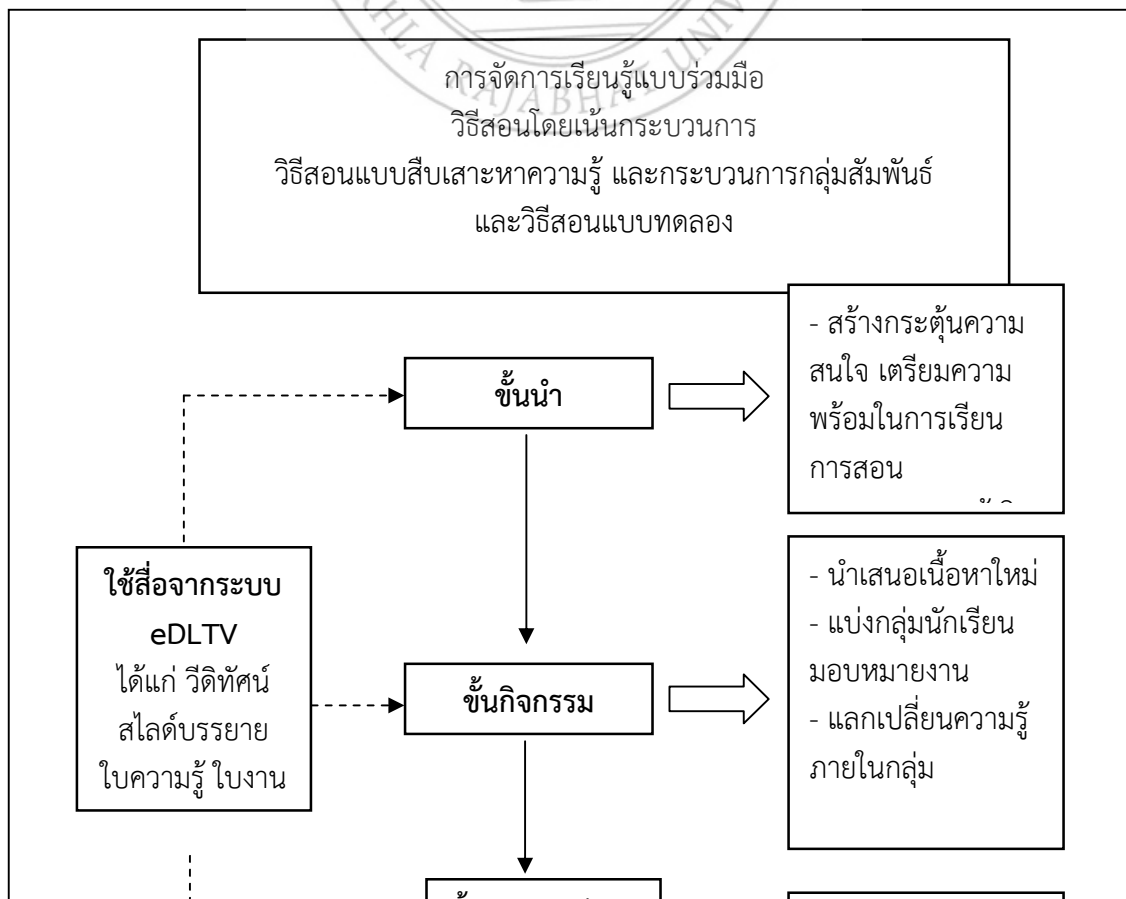 RAJABHAT
การจัดการเรียนรู้แบบร่วมมือ
วิธีสอนโดยเน้นกระบวนการ
วิธีสอนแบบสืบเสาะหาความรู้ และกระบวนการกลุ่มสัมพันธ์
และวิธีสอนแบบทดลอง
- สร้างกระตุ้นความ
สนใจ เตรียมความ
พร้อมในการเรียน
การสอน
ขั้นนำ
ใช้สื่อจากระบบ
eDLTV
ได้แก่ วีดิทัศน์
สไลด์บรรยาย
ใบความรู้ ใบงาน
ขั้นกิจกรรม
- นำเสนอเนื้อหาใหม่
- แบ่งกลุ่มนักเรียน
มอบหมายงาน
- แลกเปลี่ยนความรู้
ภายในกลุ่ม